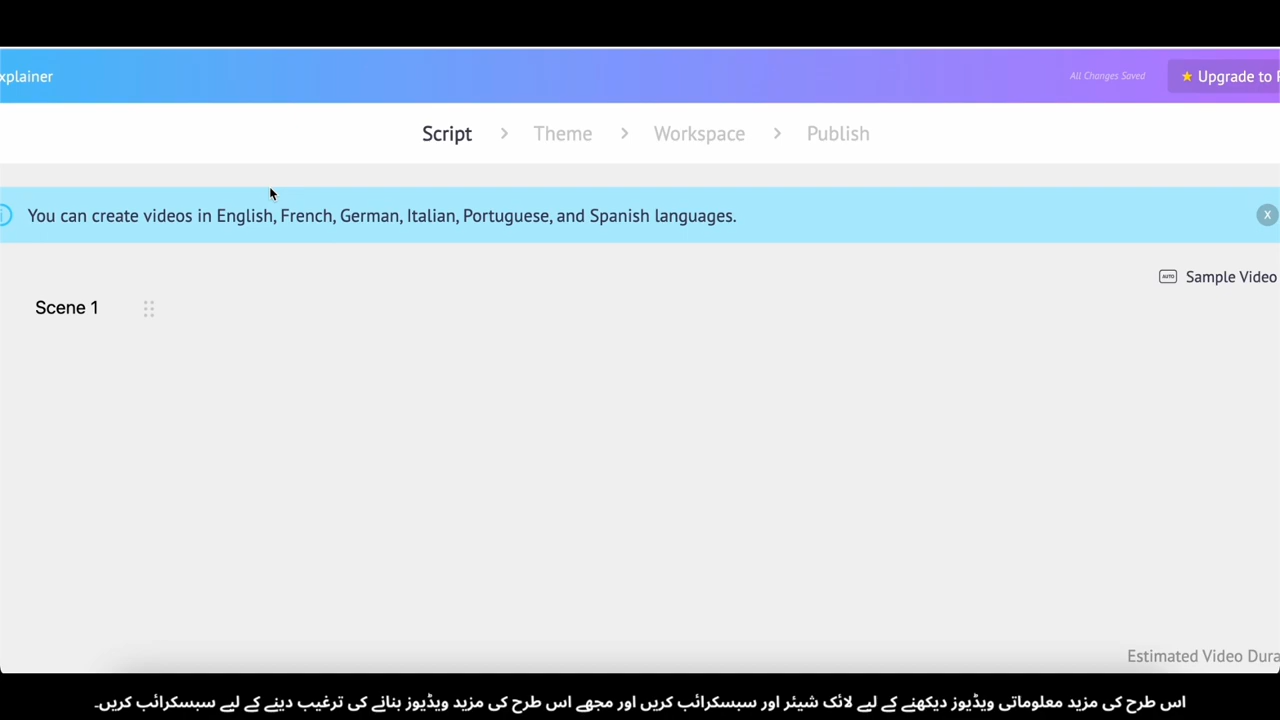 xplainer
All Changes Saved
Upgrade to
Script > Theme > Workspace > Publish
You can create videos in English, French, German, Italian, Portuguese, and Spanish languages.
X
AUTO Sample Video
Scene 1
Estimated Video Dura
اس طرح کی مزید معلوماتی ویڈیوز دیکھنے کے لیے لائک شیئر اور سبسکرائب کریں اور مجھے اس طرح کی مزید ویڈیوز بنانے کی ترغیب دینے کے لیے سبسکرائب کریں۔